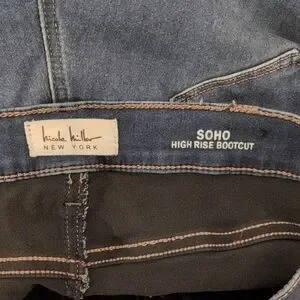 nicole miller
NEW YORK
SOHO
HIGH RISE BOOTCUT